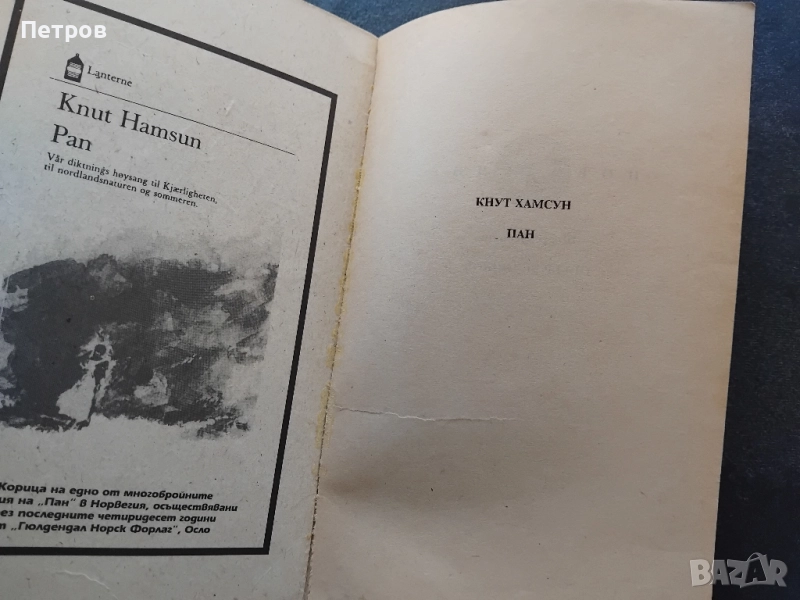 Петров
Lanterne
Knut Hamsun
Pan
Vår diktnings høysang til Kjærligheten,
til nordlandsnaturen og sommeren.
Корица на едно от многобройните
ия на „Пан“ в Норвегия, осъществявани
ез последните четиридесет години
т „Гюлдендал Норск Форлаг“, Осло
КНУТ ХАМСУН
ПАН
BAZAR